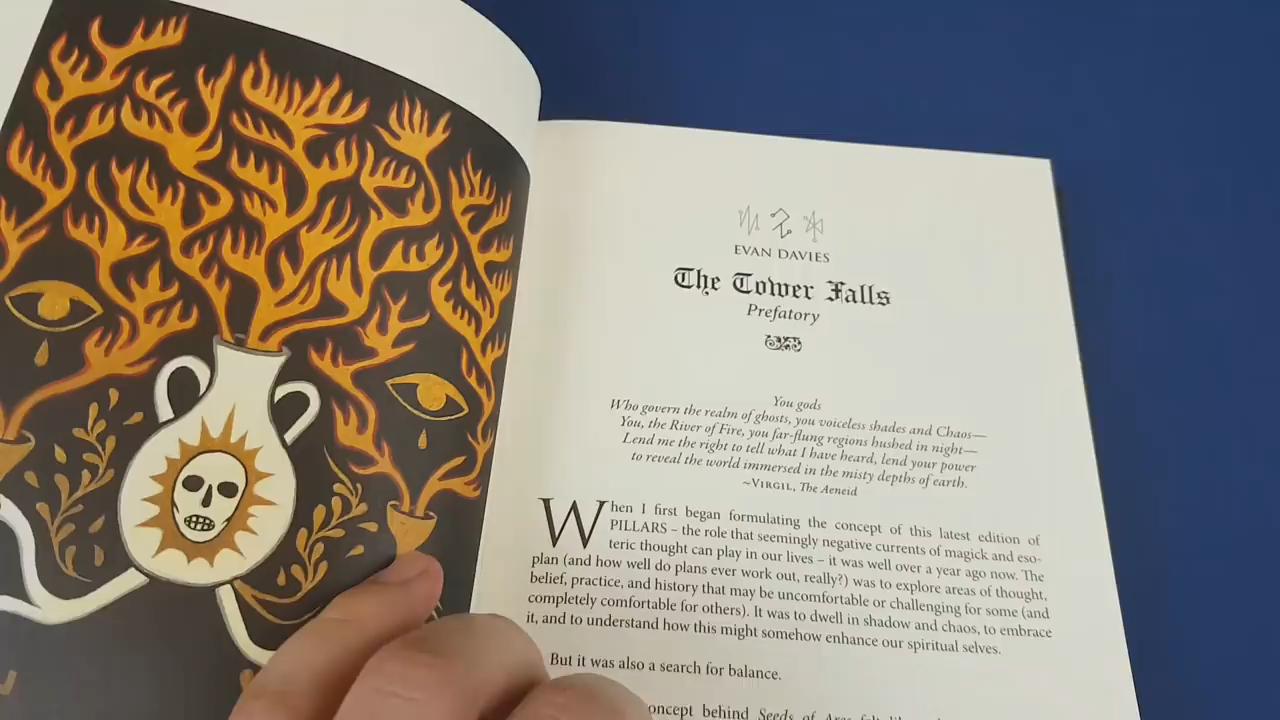 EVAN DAVIES
The Tower Falls
Prefatory
You gods
Who govern the realm of ghosts, you voiceless shades and Chaos—
You, the River of Fire, you far-flung regions hushed in night—
Lend me the right to tell what I have heard, lend your power
to reveal the world immersed in the misty depths of earth.
~VIRGIL, The Aeneid
When I first began formulating the concept of this latest edition of
PILLARS – the role that seemingly negative currents of magick and eso-
teric thought can play in our lives – it was well over a year ago now. The
plan (and how well do plans ever work out, really?) was to explore areas of thought,
belief, practice, and history that may be uncomfortable or challenging for some (and
completely comfortable for others). It was to dwell in shadow and chaos, to embrace
it, and to understand how this might somehow enhance our spiritual selves.
But it was also a search for balance.
concept behind Seeds of Ares felt